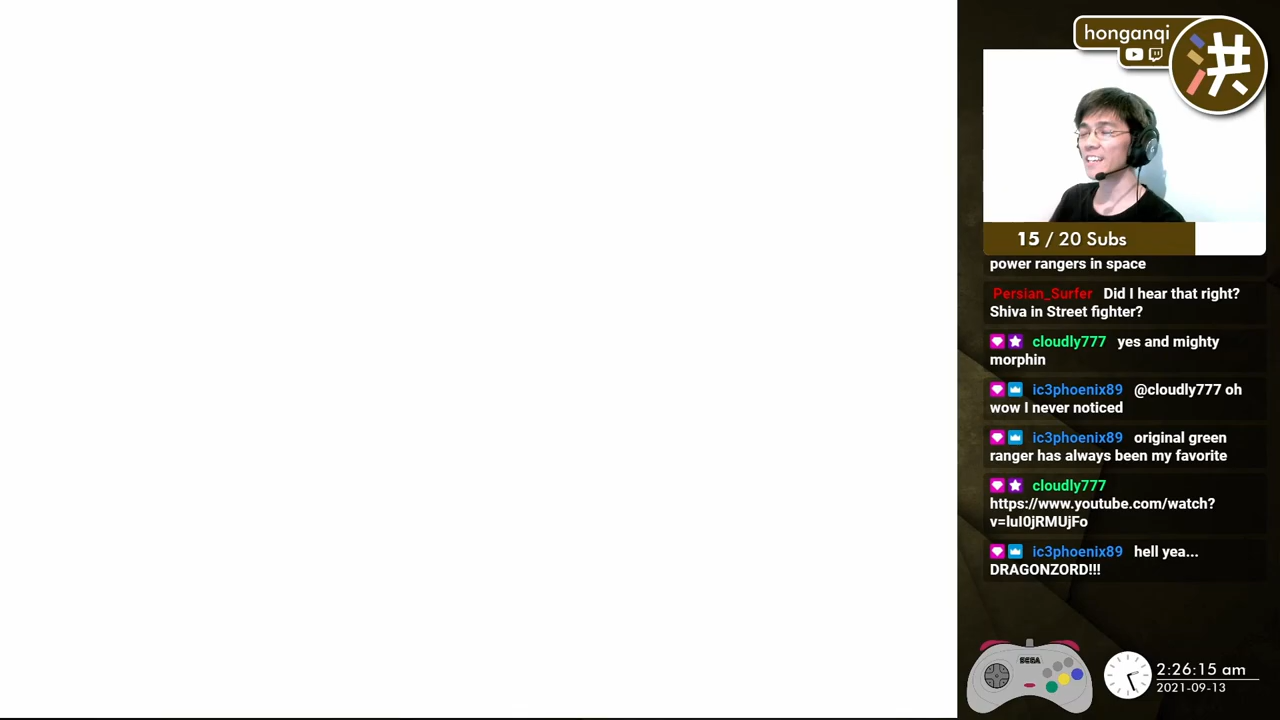 honganqi
洪
15 / 20 Subs
power rangers in space
Persian_Surfer Did I hear that right?
Shiva in Street fighter?
cloudly777 yes and mighty
morphin
ic3phoenix89 @cloudly777 oh
wow I never noticed
ic3phoenix89 original green
ranger has always been my favorite
cloudly777
https://www.youtube.com/watch?
v=luI0jRMUjFo
ic3phoenix89 hell yea...
DRAGONZORD!!!
SEGA
2:26:15 am
2021-09-13